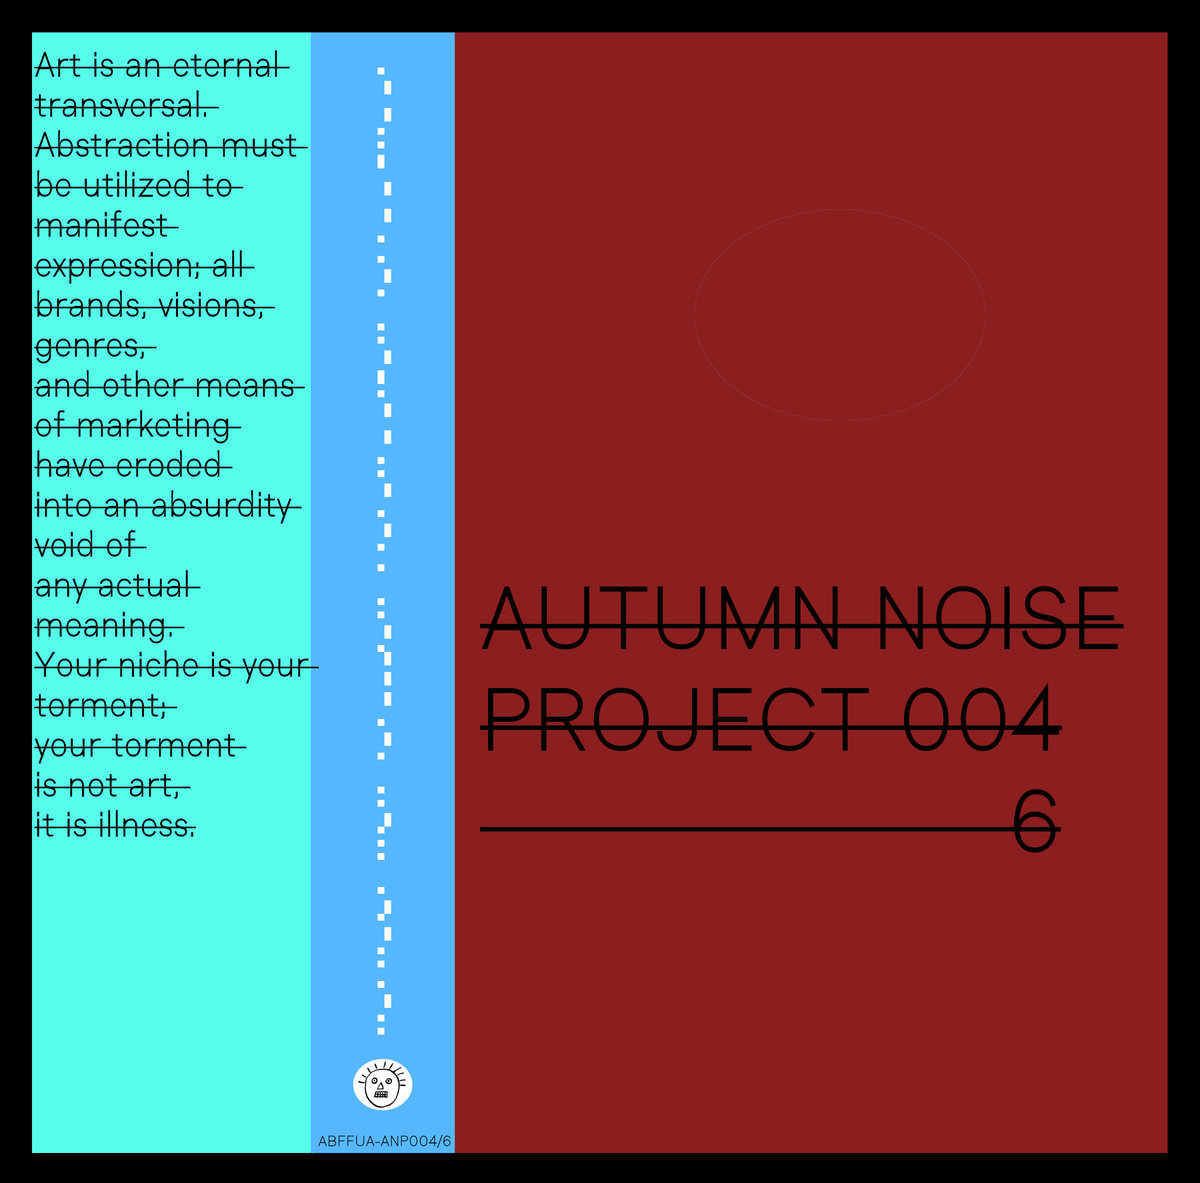 Art is an eternal
transversal.
Abstraction must
be utilized to
manifest
expression; all
brands, visions,
genres,
and other means
of marketing
have eroded
into an absurdity
void of
any actual
meaning.
Your niche is your
torment;
your torment
is not art,
it is illness.
ABFFUA-ANP004/6
AUTUMN NOISE
PROJECT 004
6